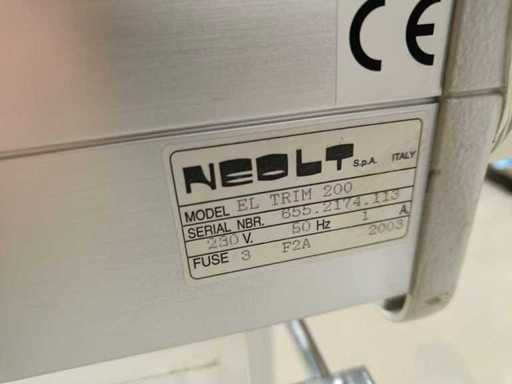 CE
NEOLT S.p.A. ITALY
MODEL EL TRIM 200
SERIAL NBR. 655.2174.113
230 V. 50 Hz 1 A.
FUSE 3 F2A 2003